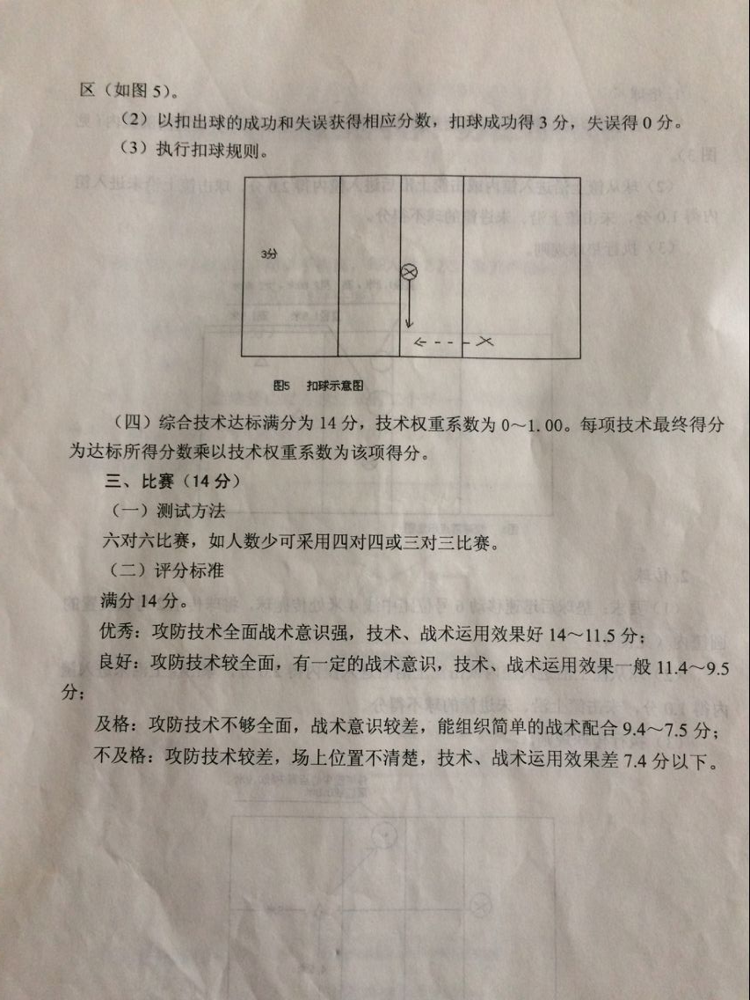 区（如图 5）。
（2）以扣出球的成功和失误获得相应分数，扣球成功得 3 分，失误得 0 分。
（3）执行扣球规则。
3分
图5 扣球示意图
（四）综合技术达标满分为 14 分，技术权重系数为 0～1.00。每项技术最终得分
为达标所得分数乘以技术权重系数为该项得分。
三、比赛（14 分）
（一）测试方法
六对六比赛，如人数少可采用四对四或三对三比赛。
（二）评分标准
满分 14 分。
优秀：攻防技术全面战术意识强，技术、战术运用效果好 14～11.5 分；
良好：攻防技术较全面，有一定的战术意识，技术、战术运用效果一般 11.4～9.5
分；
及格：攻防技术不够全面，战术意识较差，能组织简单的战术配合 9.4～7.5 分；
不及格：攻防技术较差，场上位置不清楚，技术、战术运用效果差 7.4 分以下。